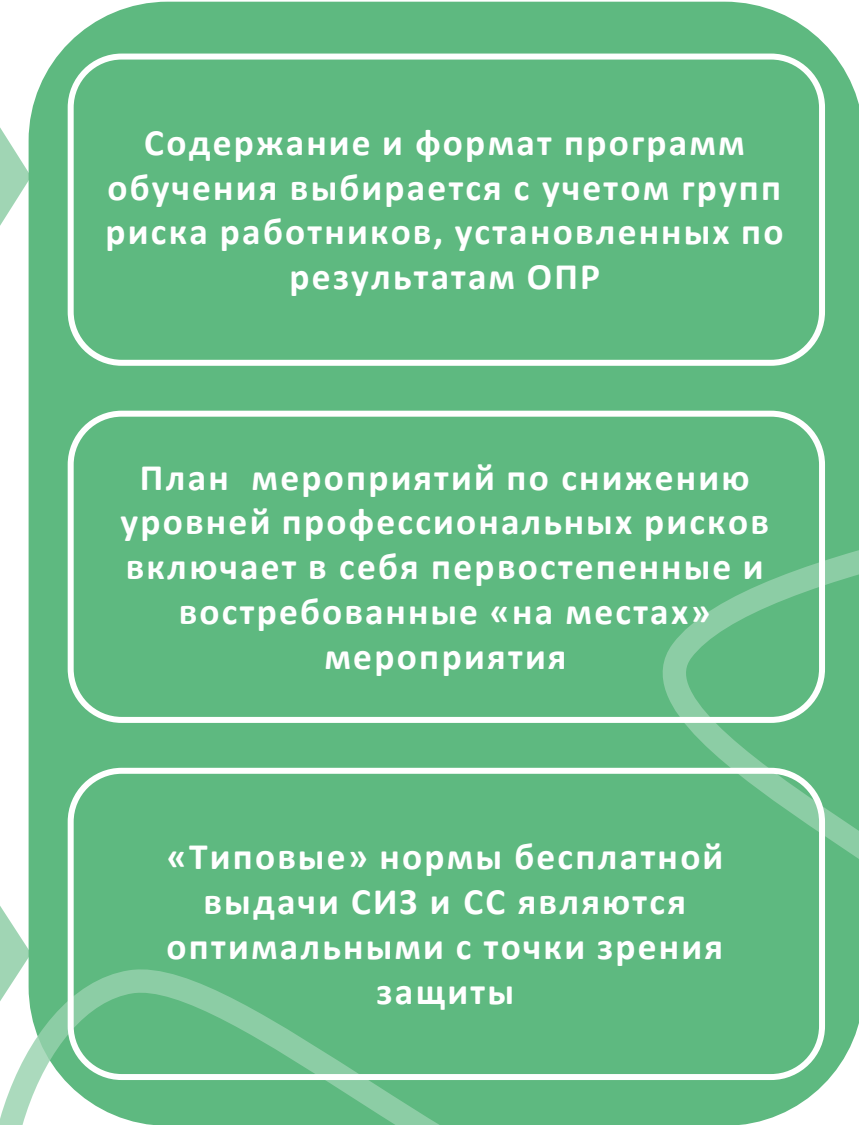 Содержание и формат программ
обучения выбирается с учетом групп
риска работников, установленных по
результатам ОПР
План  мероприятий по снижению
уровней профессиональных рисков
включает в себя первостепенные и
востребованные «на местах»
мероприятия
«Типовые» нормы бесплатной
выдачи СИЗ и СС являются
оптимальными с точки зрения
защиты